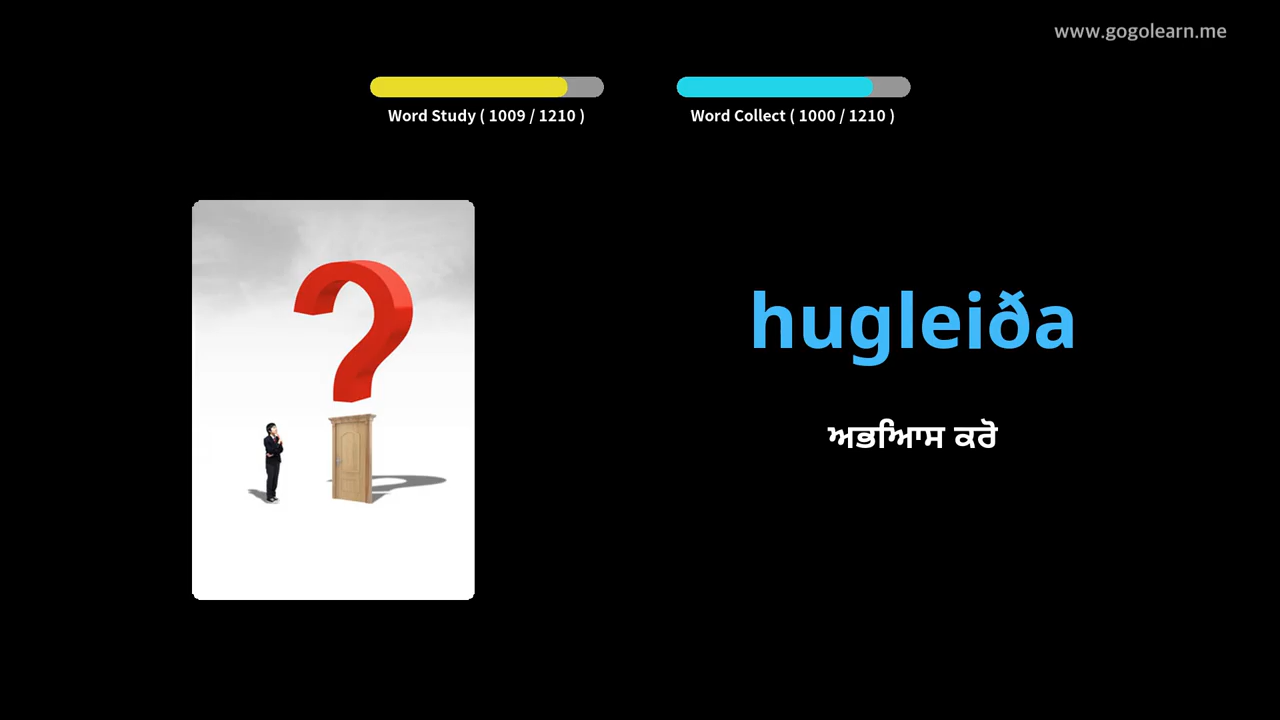 www.gogolearn.me
Word Study ( 1009 / 1210 )
Word Collect ( 1000 / 1210 )
hugleiða
ਅਭਿਆਸ ਕਰੋ